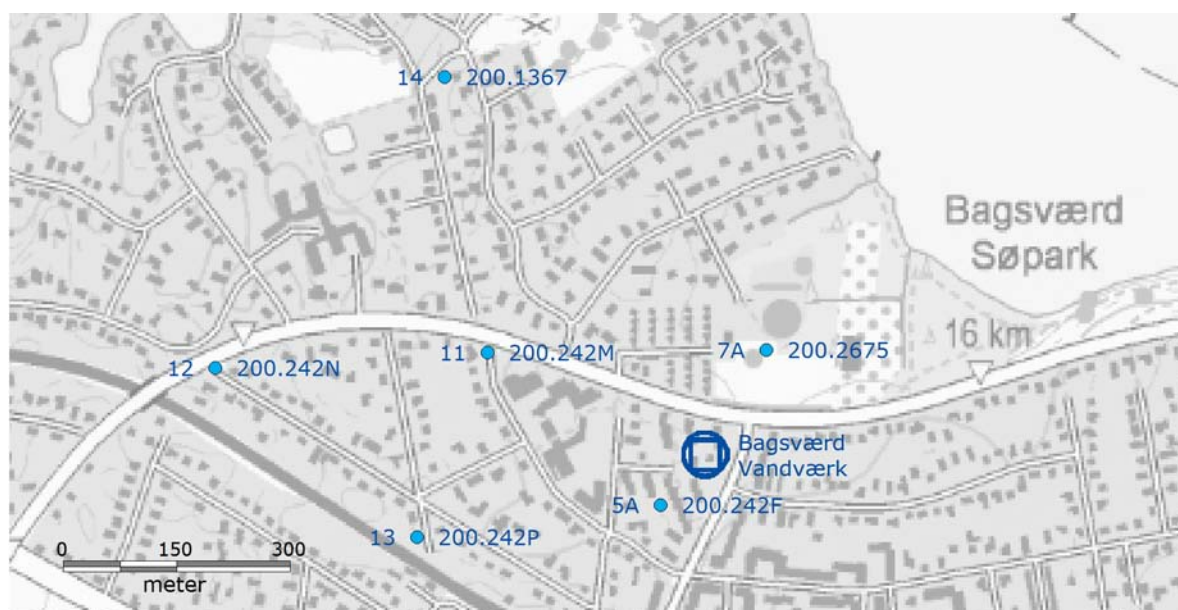 14 200.1367
Bagsværd
Søpark
16 km
11 200.242M
7A 200.2675
12 200.242N
Bagsværd
Vandværk
5A 200.242F
13 200.242P
0 150 300
meter